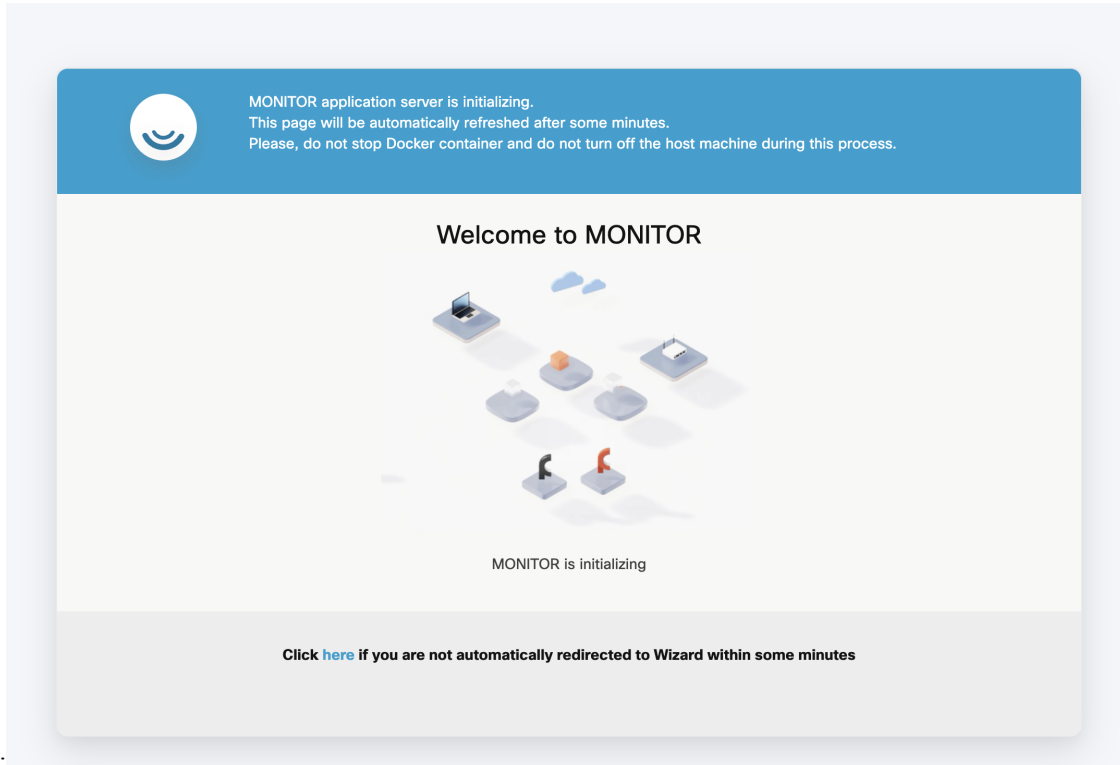 MONITOR application server is initializing.
This page will be automatically refreshed after some minutes.
Please, do not stop Docker container and do not turn off the host machine during this process.
Welcome to MONITOR
MONITOR is initializing
Click here if you are not automatically redirected to Wizard within some minutes
.